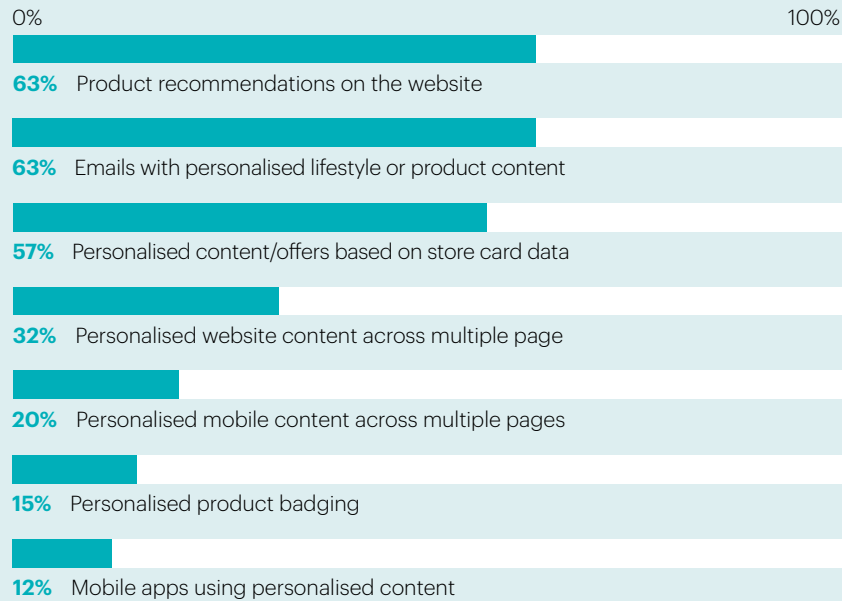 0% 100%
63% Product recommendations on the website
63% Emails with personalised lifestyle or product content
57% Personalised content/offers based on store card data
32% Personalised website content across multiple page
20% Personalised mobile content across multiple pages
15% Personalised product badging
12% Mobile apps using personalised content